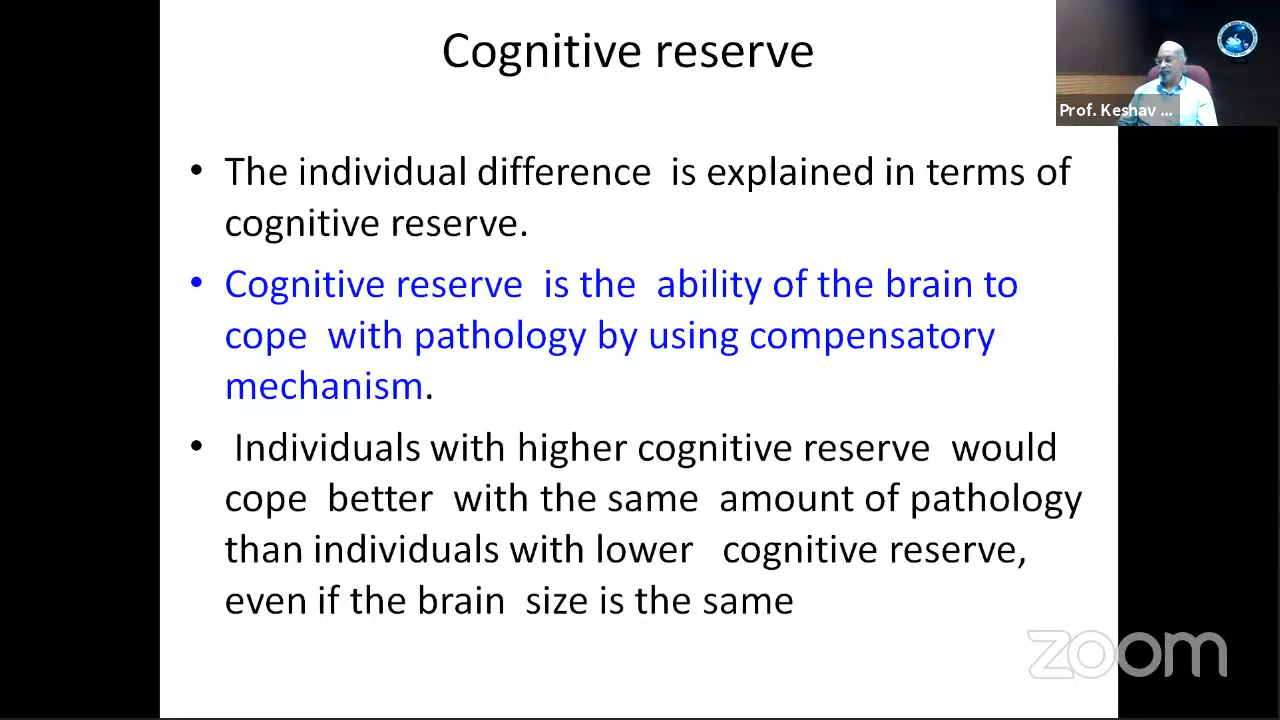 Cognitive reserve
Prof. Keshav ...
• The individual difference is explained in terms of
cognitive reserve.
• Cognitive reserve is the ability of the brain to
cope with pathology by using compensatory
mechanism.
• Individuals with higher cognitive reserve would
cope better with the same amount of pathology
than individuals with lower cognitive reserve,
even if the brain size is the same
zoom